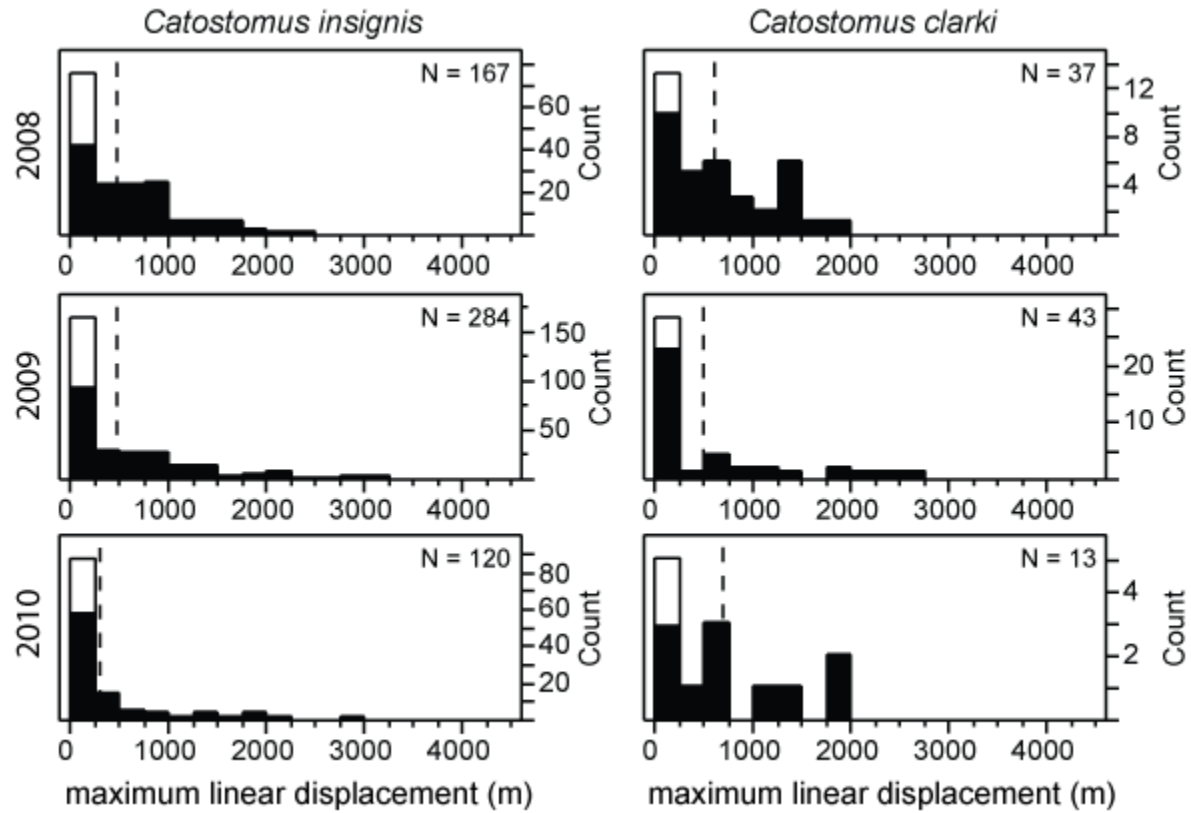 Catostomus insignis
Catostomus clarki
2008
N = 167
60
40
20
Count
0 1000 2000 3000 4000
N = 37
12
8
4
Count
0 1000 2000 3000 4000
2009
N = 284
150
100
50
Count
0 1000 2000 3000 4000
N = 43
20
10
Count
0 1000 2000 3000 4000
2010
N = 120
80
60
40
20
Count
0 1000 2000 3000 4000
N = 13
4
2
Count
0 1000 2000 3000 4000
maximum linear displacement (m)
maximum linear displacement (m)